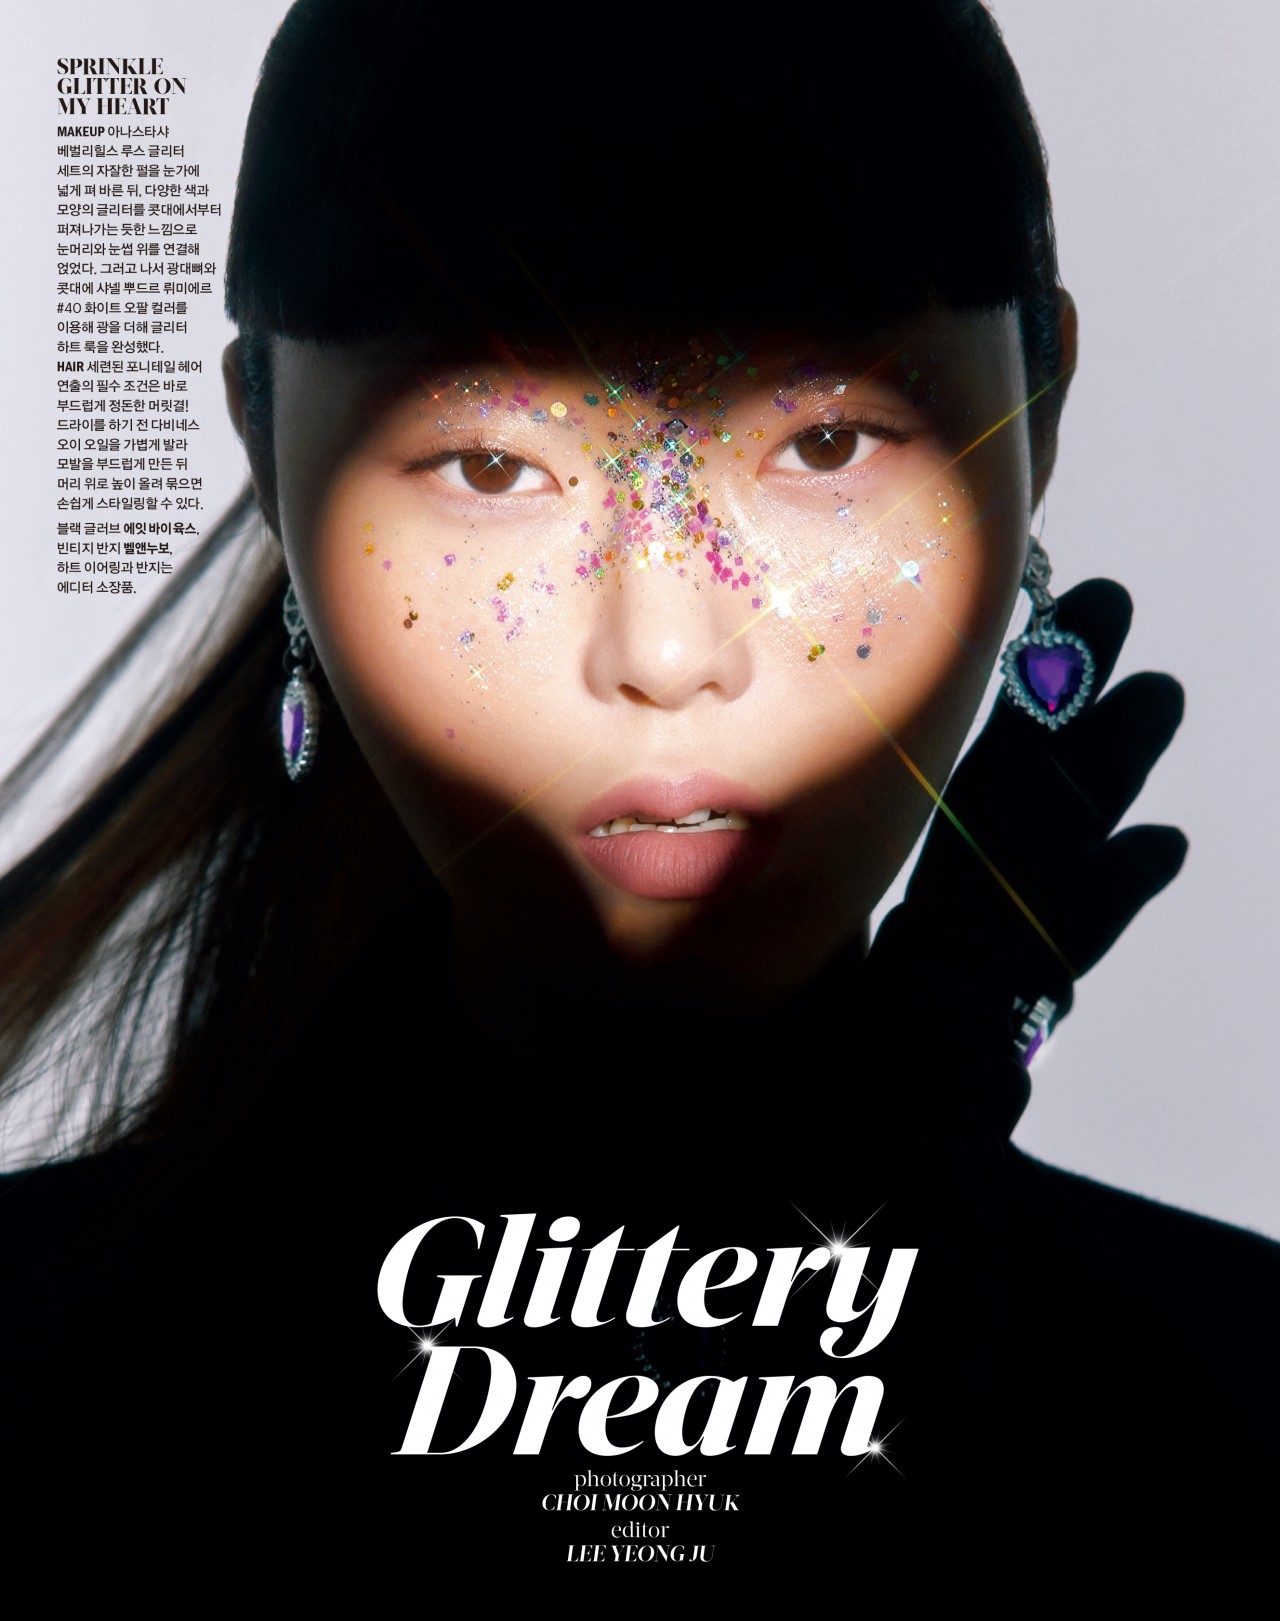 SPRINKLE
GLITTER ON
MY HEART
MAKEUP 아나스타샤
베벌리힐스 루스 글리터
세트의 자잘한 펄을 눈가에
넓게 펴 바른 뒤, 다양한 색과
모양의 글리터를 콧대에서부터
퍼져나가는 듯한 느낌으로
눈머리와 눈썹 위를 연결해
얹었다. 그러고 나서 광대뼈와
콧대에 샤넬 뿌드르 뤼미에르
#40 화이트 오팔 컬러를
이용해 광을 더해 글리터
하트 룩을 완성했다.
HAIR 세련된 포니테일 헤어
연출의 필수 조건은 바로
부드럽게 정돈한 머릿결!
드라이를 하기 전 다비네스
오이 오일을 가볍게 발라
모발을 부드럽게 만든 뒤
머리 위로 높이 올려 묶으면
손쉽게 스타일링할 수 있다.
블랙 글러브 에잇 바이 육스,
빈티지 반지 벨앤누보,
하트 이어링과 반지는
에디터 소장품.
Glittery
Dream
photographer
CHOI MOON HYUK
editor
LEE YEONG JU